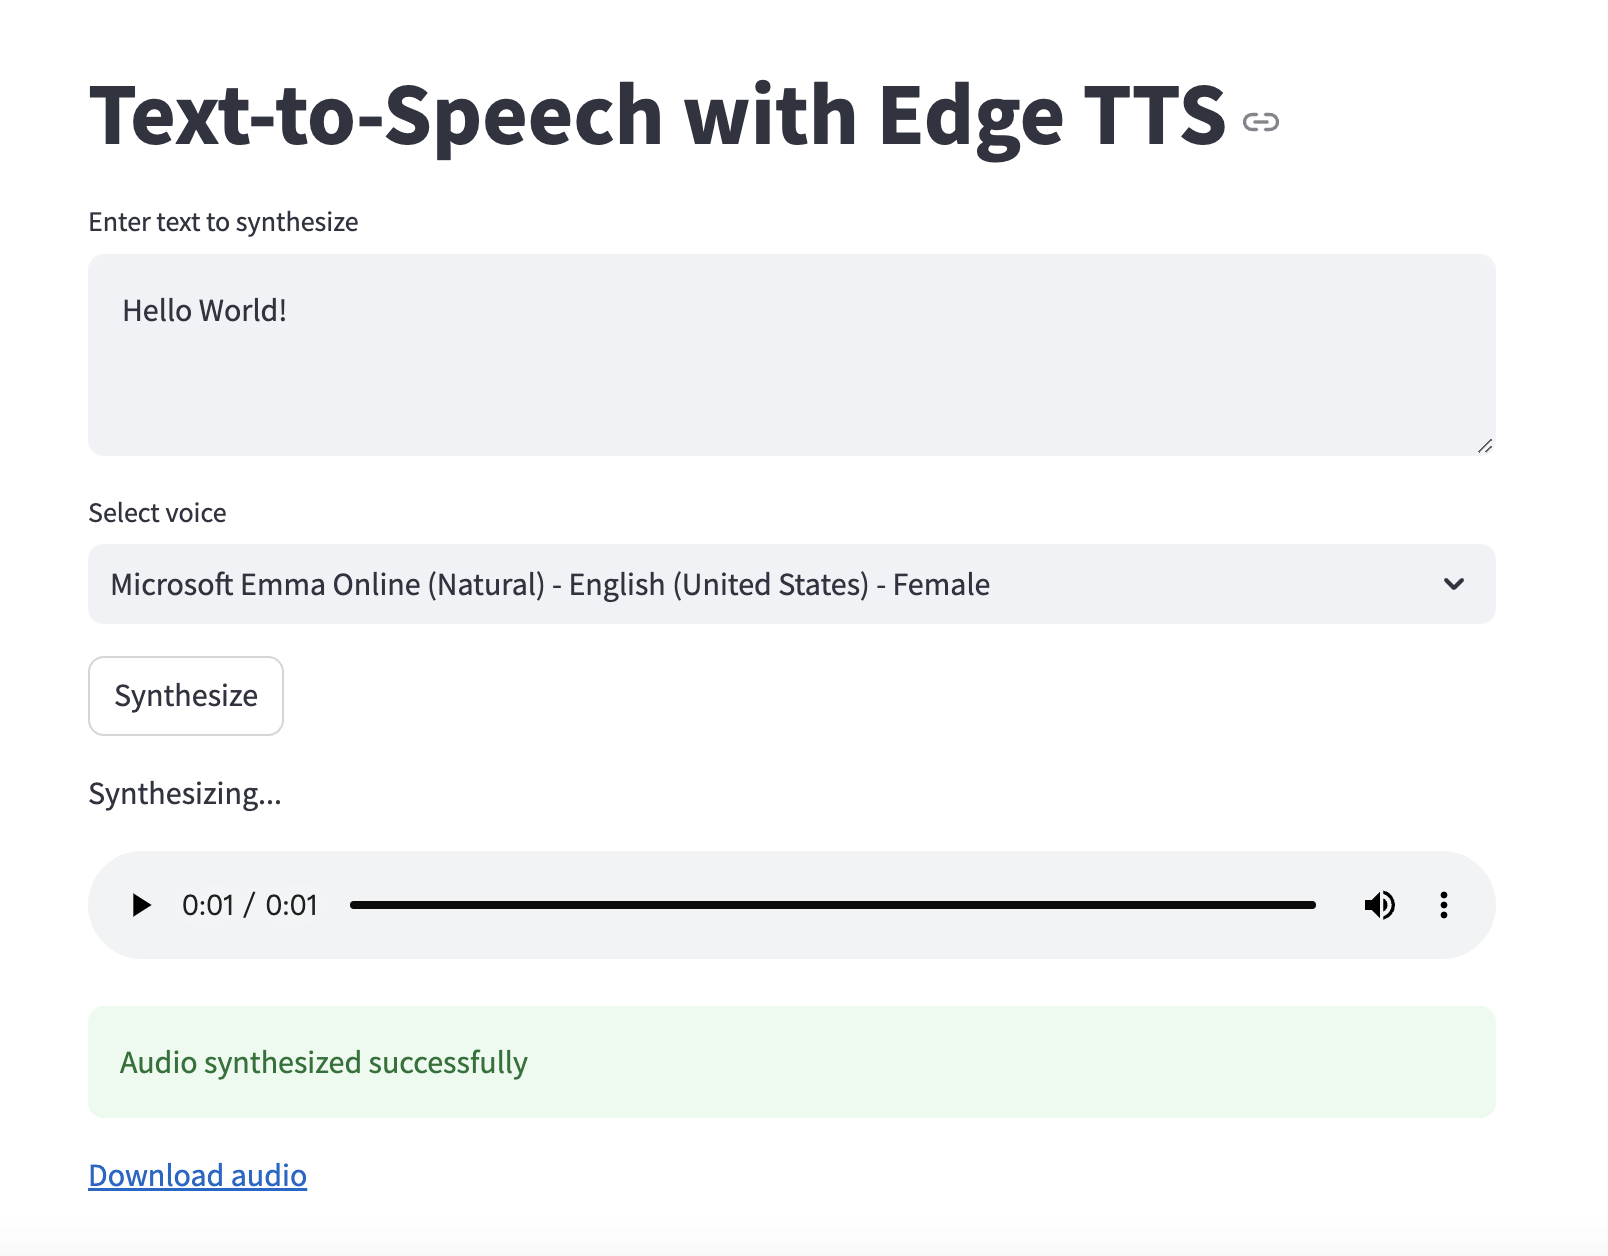 Text-to-Speech with Edge TTS
Enter text to synthesize
Hello World!
Select voice
Microsoft Emma Online (Natural) - English (United States) - Female
Synthesize
Synthesizing...
0:01 / 0:01
Audio synthesized successfully
Download audio